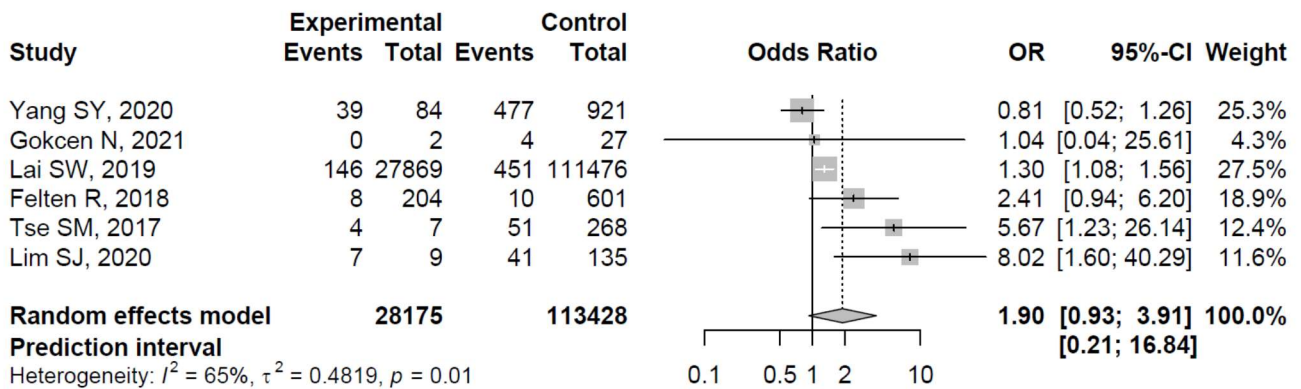 Experimental Control
Study Events Total Events Total Odds Ratio OR 95%-CI Weight
Yang SY, 2020 39 84 477 921 0.81 [0.52; 1.26] 25.3%
Gokcen N, 2021 0 2 4 27 1.04 [0.04; 25.61] 4.3%
Lai SW, 2019 146 27869 451 111476 1.30 [1.08; 1.56] 27.5%
Felten R, 2018 8 204 10 601 2.41 [0.94; 6.20] 18.9%
Tse SM, 2017 4 7 51 268 5.67 [1.23; 26.14] 12.4%
Lim SJ, 2020 7 9 41 135 8.02 [1.60; 40.29] 11.6%
Random effects model 28175 113428 1.90 [0.93; 3.91] 100.0%
Prediction interval [0.21; 16.84]
Heterogeneity: I² = 65%, τ² = 0.4819, p = 0.01 0.1 0.5 1 2 10